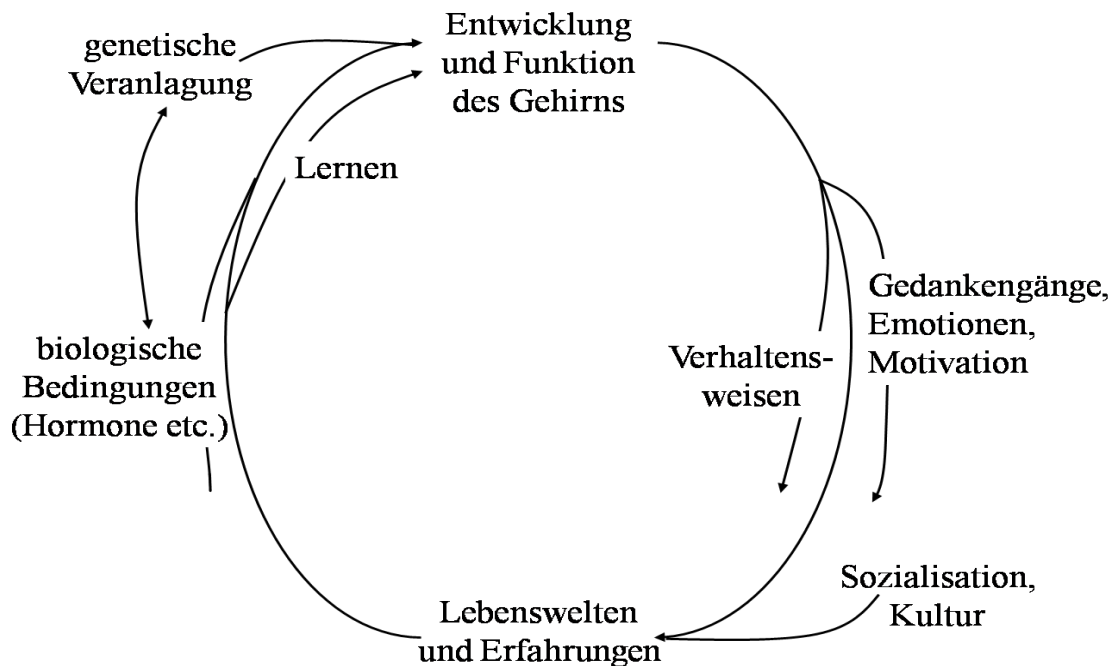 Entwicklung
und Funktion
des Gehirns
genetische
Veranlagung
Lernen
Gedankengänge,
Emotionen,
Motivation
Verhaltens-
weisen
biologische
Bedingungen
(Hormone etc.)
Sozialisation,
Kultur
Lebenswelten
und Erfahrungen